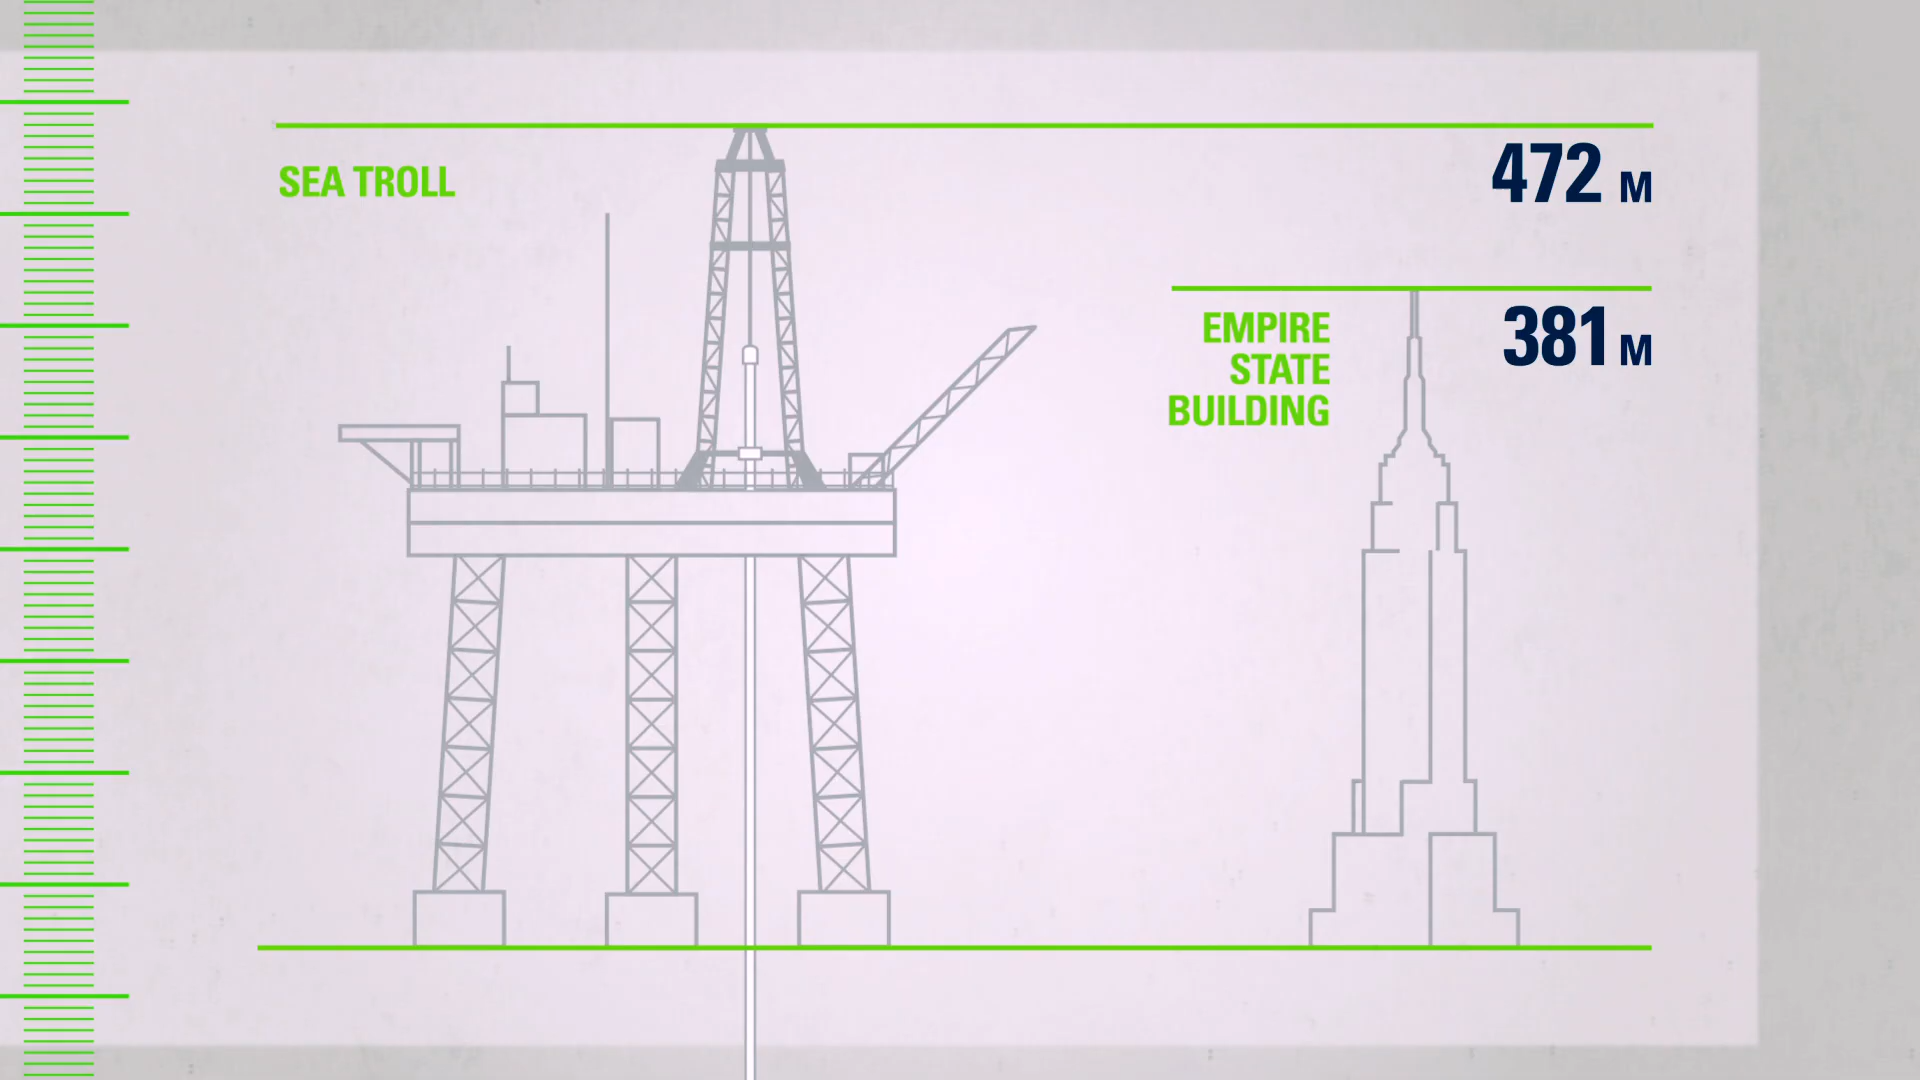 SEA TROLL
472 M
EMPIRE
STATE
BUILDING
381 M